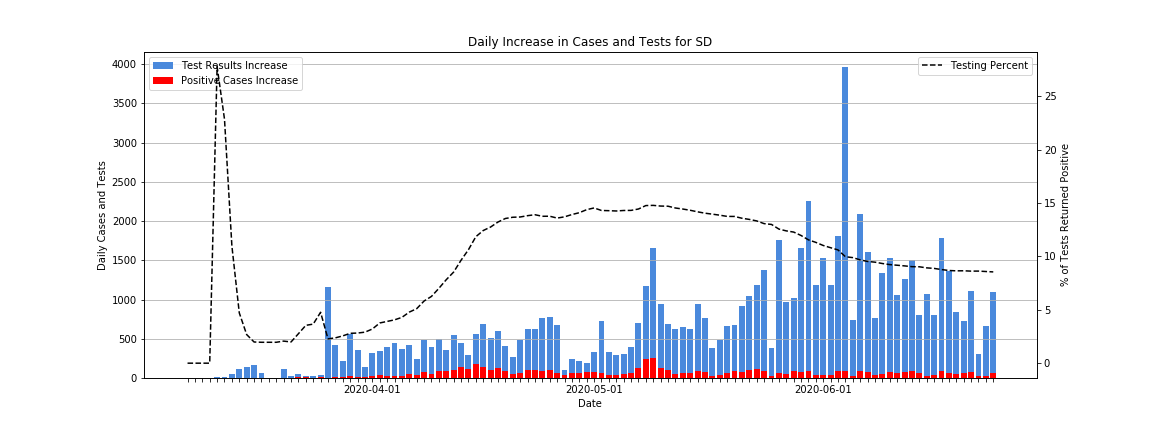 Daily Increase in Cases and Tests for SD
Test Results Increase
Positive Cases Increase
Testing Percent
Daily Cases and Tests
4000
3500
3000
2500
2000
1500
1000
500
0
% of Tests Returned Positive
25
20
15
10
5
0
2020-04-01
2020-05-01
2020-06-01
Date